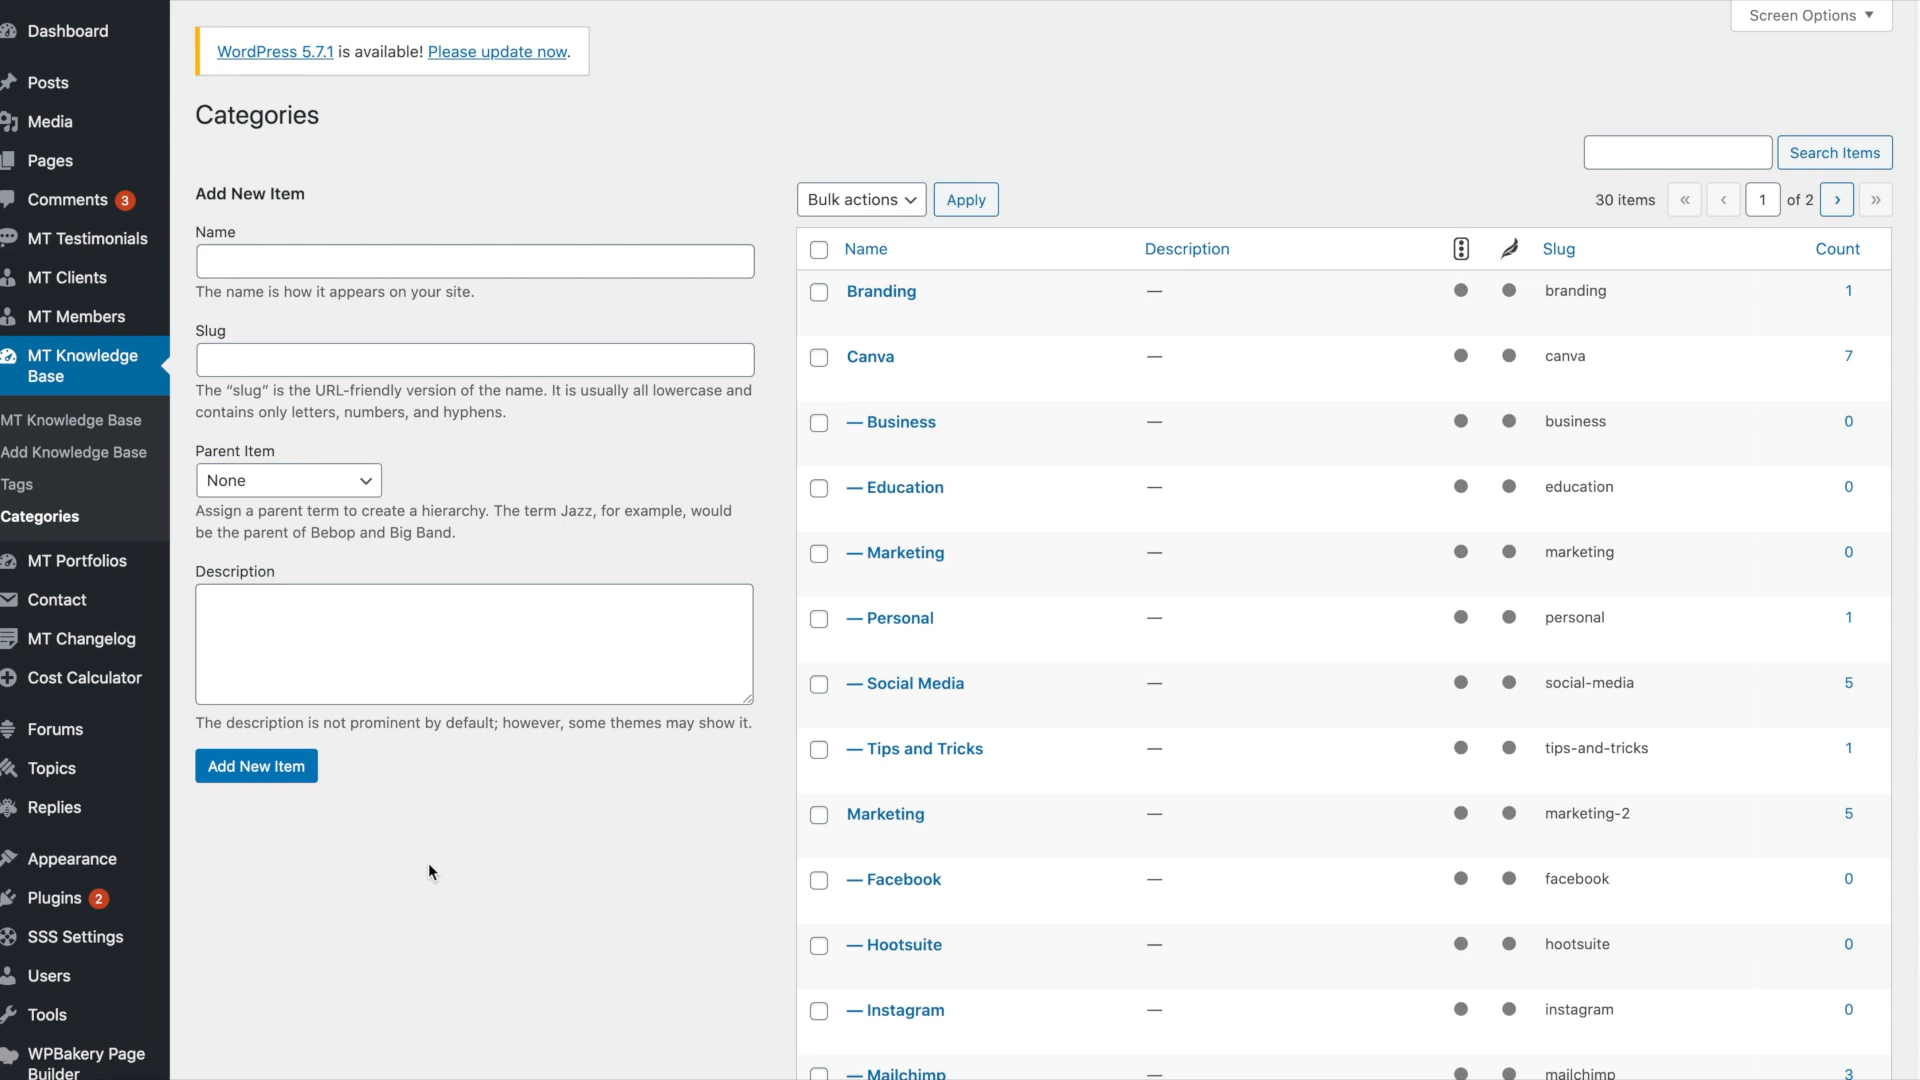 Screen Options
WordPress 5.7.1 is available! Please update now.
Categories
Search Items
Dashboard
Posts
Media
Pages
Comments 3
MT Testimonials
MT Clients
MT Members
MT Knowledge
Base
MT Knowledge Base
Add Knowledge Base
Tags
Categories
MT Portfolios
Contact
MT Changelog
Cost Calculator
Forums
Topics
Replies
Appearance
Plugins 2
SSS Settings
Users
Tools
WPBakery Page
Builder
Add New Item
Name
The name is how it appears on your site.
Slug
The “slug” is the URL-friendly version of the name. It is usually all lowercase and
contains only letters, numbers, and hyphens.
Parent Item
None
Assign a parent term to create a hierarchy. The term Jazz, for example, would
be the parent of Bebop and Big Band.
Description
The description is not prominent by default; however, some themes may show it.
Add New Item
Bulk actions Apply 30 items « ‹ 1 of 2 › »
Name Description Slug Count
Branding — branding 1
Canva — canva 7
— Business — business 0
— Education — education 0
— Marketing — marketing 0
— Personal — personal 1
— Social Media — social-media 5
— Tips and Tricks — tips-and-tricks 1
Marketing — marketing-2 5
— Facebook — facebook 0
— Hootsuite — hootsuite 0
— Instagram — instagram 0
— Mailchimp — mailchimp 3